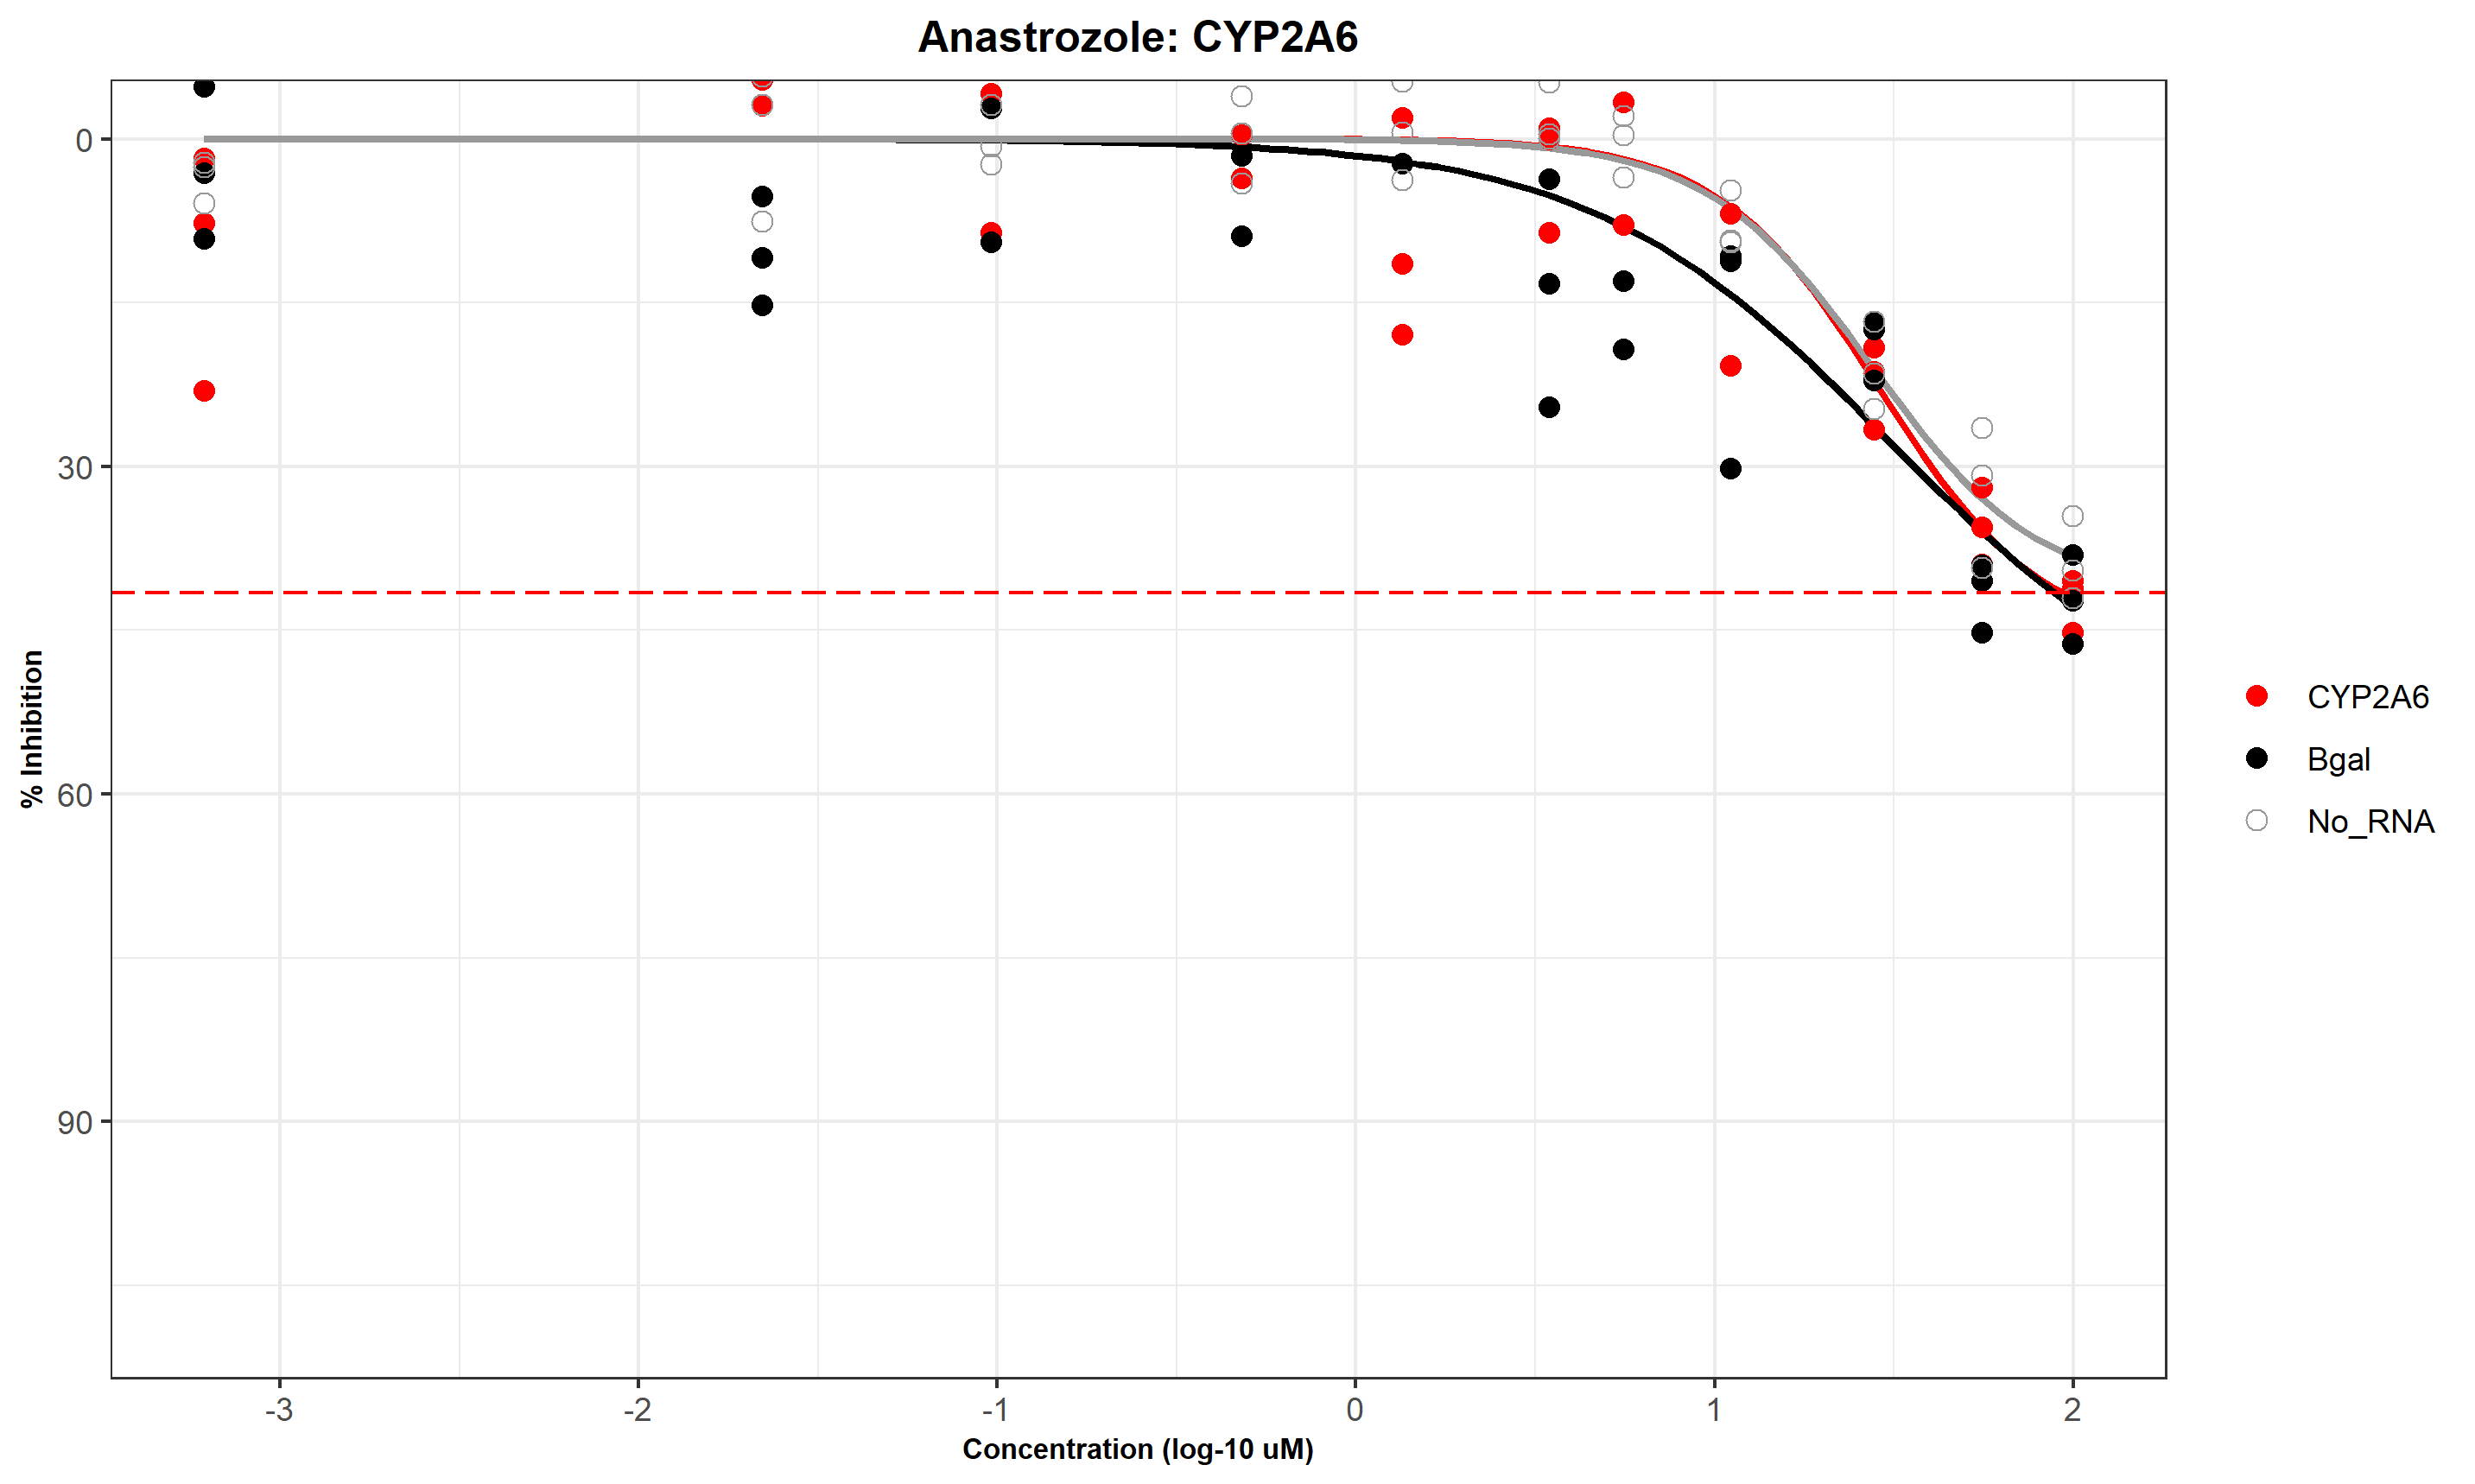 Anastrozole: CYP2A6
0
30
60
90
% Inhibition
-3
-2
-1
0
1
2
Concentration (log-10 uM)
CYP2A6
Bgal
No_RNA